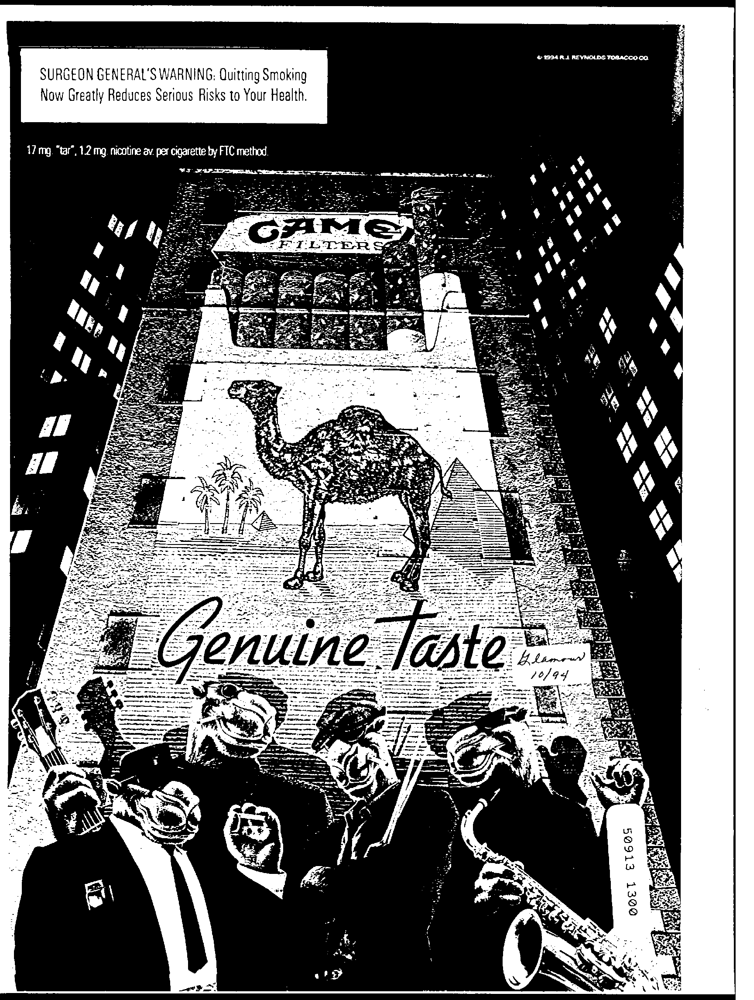 SURGEON GENERAL'S WARNING: Quitting Smoking
Now Greatly Reduces Serious Risks to Your Health.
© 1994 R.J. REYNOLDS TOBACCO CO.
17 mg. "tar", 1.2 mg. nicotine av. per cigarette by FTC method.
CAME
FILTERS
Genuine Taste
Glamour
10/94
50913 1300